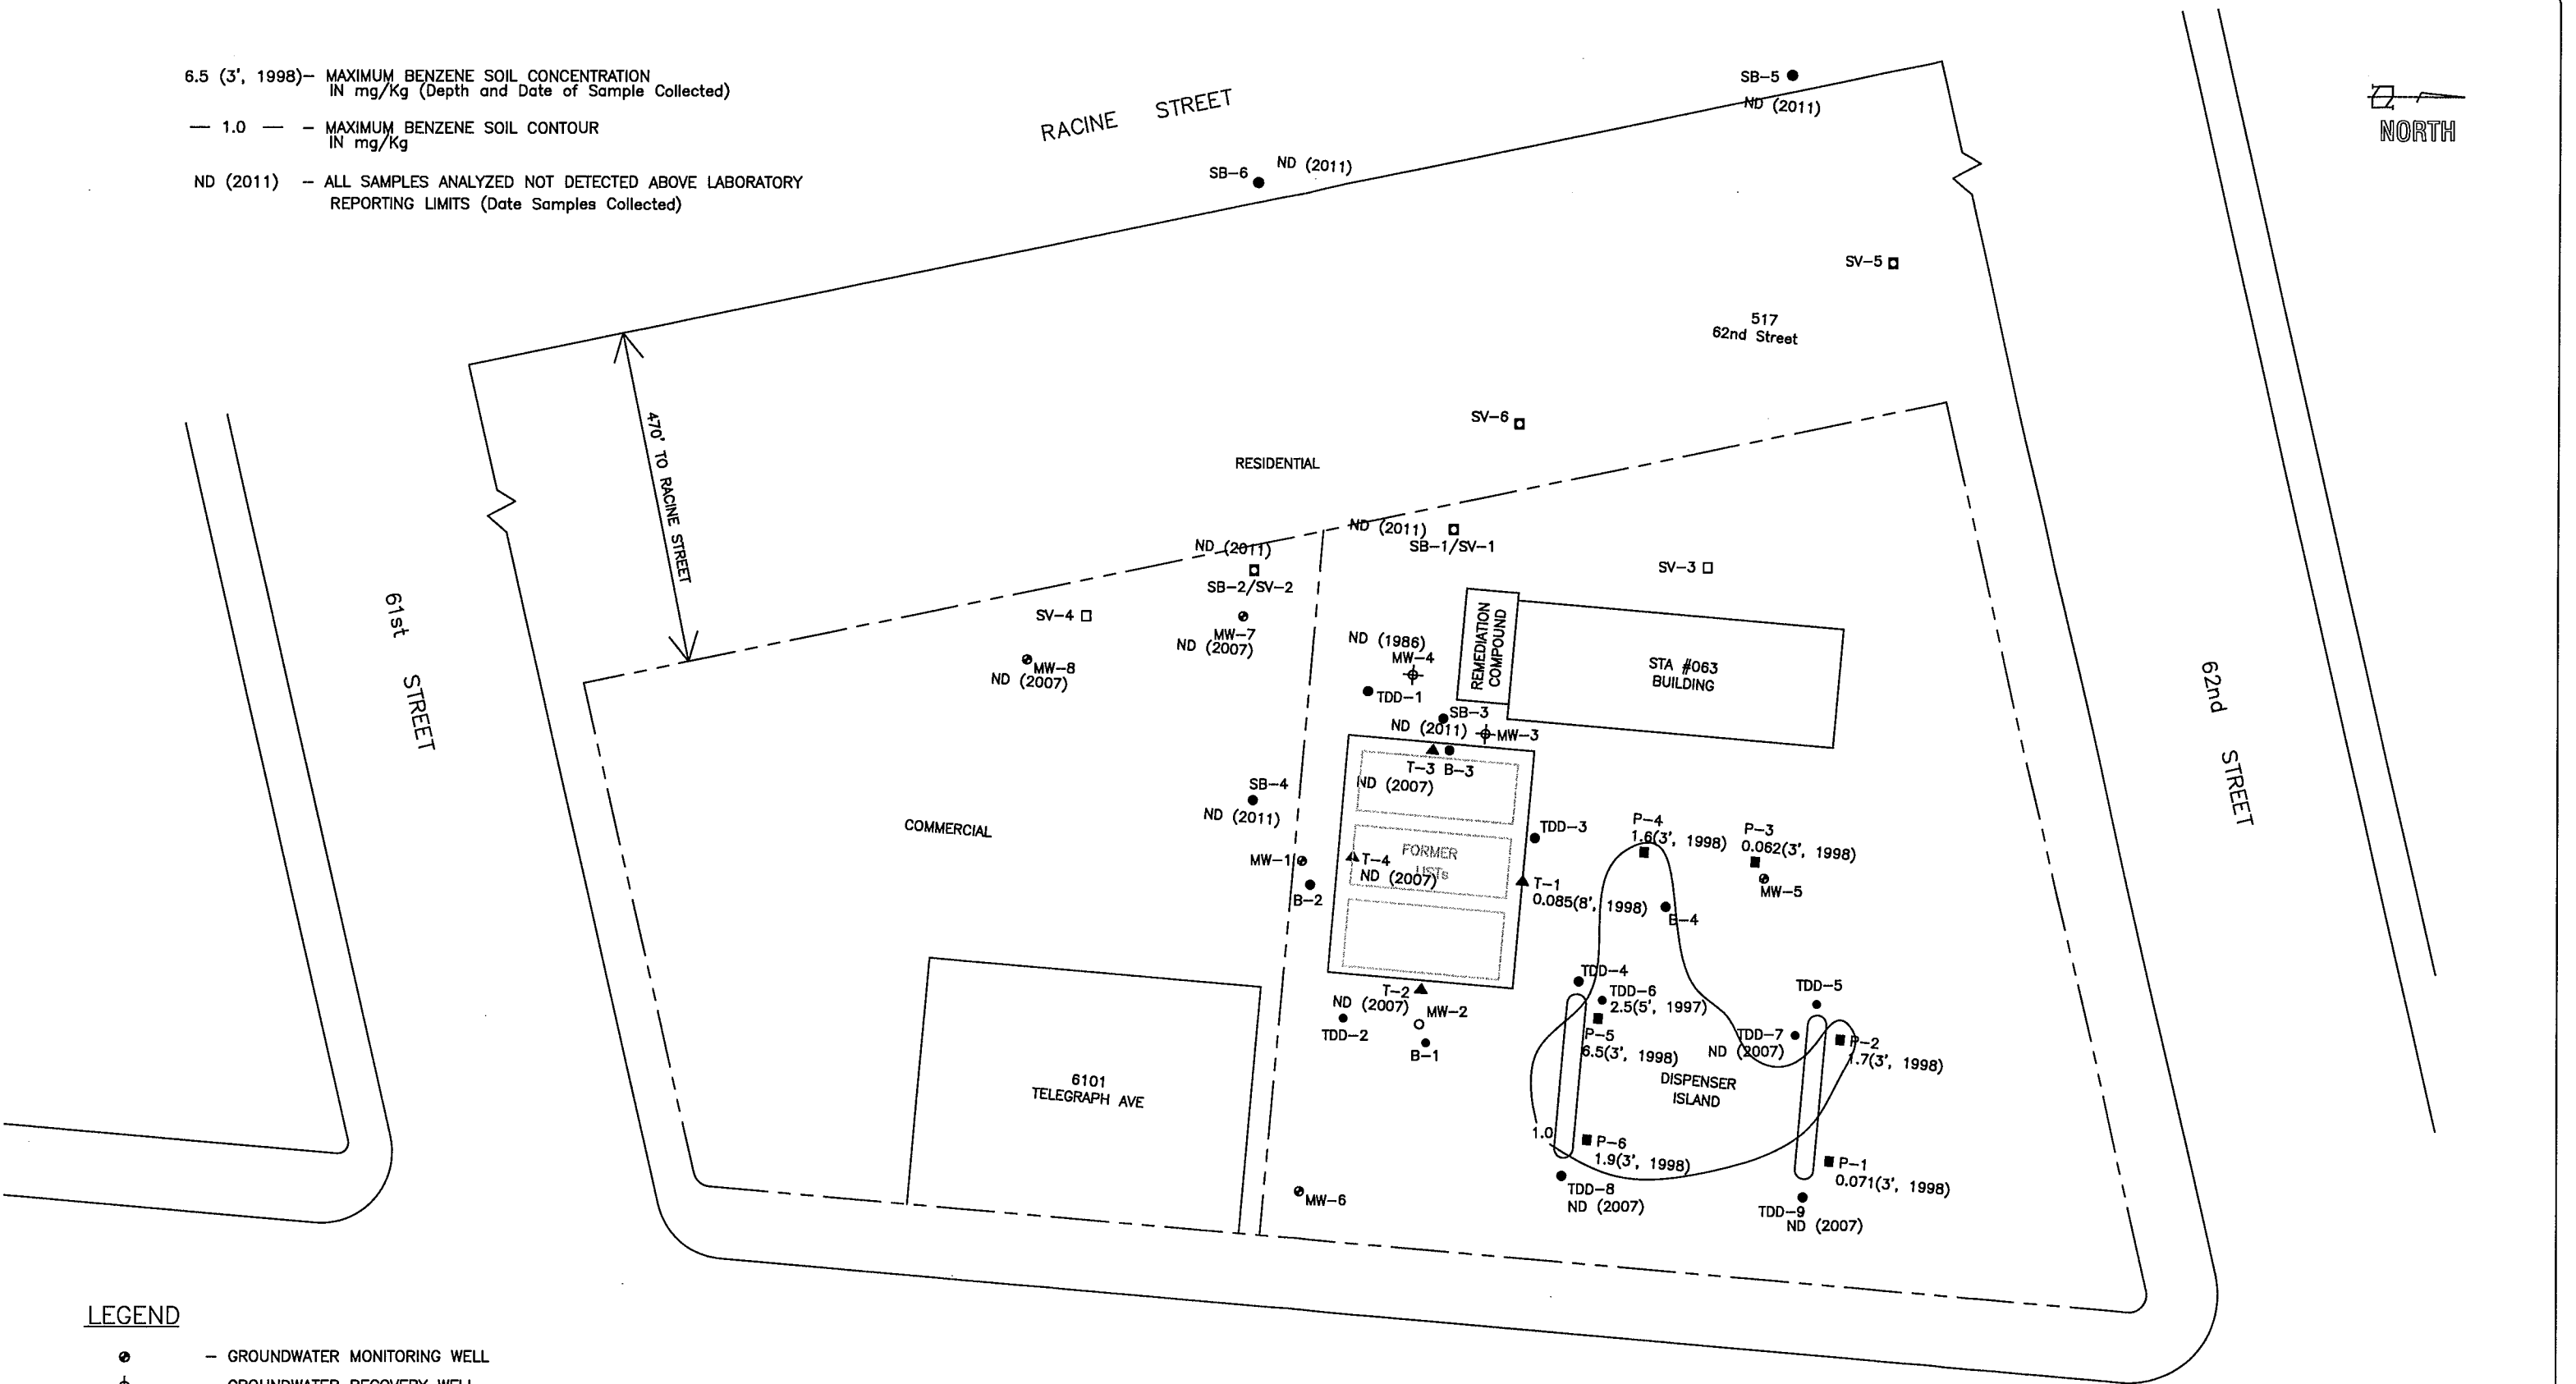 6.5 (3', 1998)– MAXIMUM BENZENE SOIL CONCENTRATION
IN mg/Kg (Depth and Date of Sample Collected)
— 1.0 — – MAXIMUM BENZENE SOIL CONTOUR
IN mg/Kg
ND (2011) – ALL SAMPLES ANALYZED NOT DETECTED ABOVE LABORATORY
REPORTING LIMITS (Date Samples Collected)
RACINE STREET
SB-5
ND (2011)
NORTH
SB-6
ND (2011)
SV-5
517
62nd Street
470' TO RACINE STREET
SV-6
RESIDENTIAL
ND (2011)
SB-1/SV-1
ND (2011)
SB-2/SV-2
SV-3
SV-4
MW-7
ND (2007)
MW-8
ND (2007)
ND (1986)
MW-4
TDD-1
REMEDIATION
COMPOUND
STA #063
BUILDING
61st STREET
62nd STREET
SB-3
ND (2011)
MW-3
T-3 B-3
ND (2007)
SB-4
ND (2011)
COMMERCIAL
TDD-3
P-4
1.6(3', 1998)
P-3
0.062(3', 1998)
MW-5
MW-1
B-2
T-4
ND (2007)
FORMER
USTs
T-1
0.085(8', 1998)
B-4
TDD-4
TDD-6
2.5(5', 1997)
TDD-5
T-2
ND (2007)
MW-2
TDD-2
B-1
P-5
6.5(3', 1998)
TDD-7
ND (2007)
P-2
1.7(3', 1998)
DISPENSER
ISLAND
6101
TELEGRAPH AVE
1.0
P-6
1.9(3', 1998)
P-1
0.071(3', 1998)
TDD-8
ND (2007)
TDD-9
ND (2007)
MW-6
LEGEND
– GROUNDWATER MONITORING WELL
GROUNDWATER RECOVERY WELL